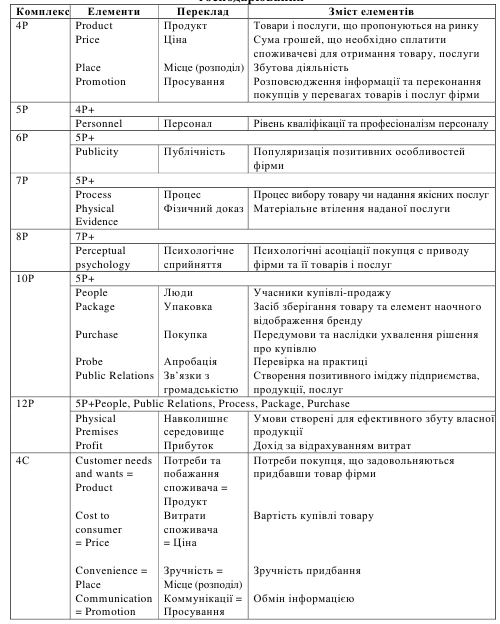 Комплекс Елементи Переклад Зміст елементів
4P Product Продукт Товари і послуги, що пропонуються на ринку
Price Ціна Сума грошей, що необхідно сплатити
споживачеві для отримання товару, послуги
Place Місце (розподіл) Збутова діяльність
Promotion Просування Розповсюдження інформації та переконання
покупців у перевагах товарів і послуг фірми
5P 4P+
Personnel Персонал Рівень кваліфікації та професіоналізм персоналу
6P 5P+
Publicity Публічність Популяризація позитивних особливостей
фірми
7P 5P+
Process Процес Процес вибору товару чи надання якісних послуг
Physical Фізичний доказ Матеріальне втілення наданої послуги
Evidence
8P 7P+
Perceptual Психологічне Психологічні асоціації покупця с приводу
psychology сприйняття фірми та її товарів і послуг
10P 5P+
People Люди Учасники купівлі-продажу
Package Упаковка Засіб зберігання товару та елемент наочного
відображення бренду
Purchase Покупка Передумови та наслідки ухвалення рішення
про купівлю
Probe Апробація Перевірка на практиці
Public Relations Зв'язки з Створення позитивного іміджу підприємства,
громадськістю продукції, послуг
12P 5P+People, Public Relations, Process, Package, Purchase
Physical Навколишнє Умови створені для ефективного збуту власної
Premises середовище продукції
Profit Прибуток Дохід за відрахуванням витрат
4C Customer needs Потреби та Потреби покупця, що задовольняються
and wants = побажання придбавши товар фірми
Product споживача =
Продукт
Cost to Витрати Вартість купівлі товару
consumer споживача
= Price = Ціна
Convenience = Зручність = Зручність придбання
Place Місце (розподіл)
Communication Коммунікації = Обмін інформацією
= Promotion Просування